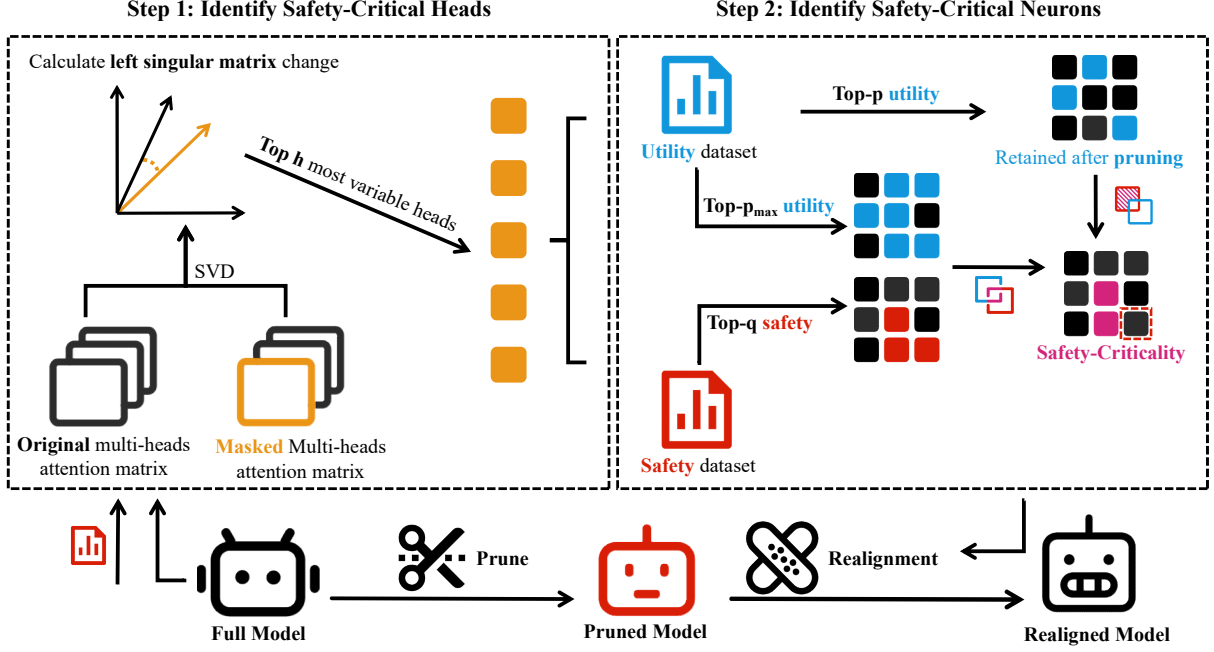 Step 1: Identify Safety-Critical Heads
Calculate left singular matrix change
Top h most variable heads
SVD
Original multi-heads
attention matrix
Masked Multi-heads
attention matrix
Step 2: Identify Safety-Critical Neurons
Utility dataset
Top-p utility
Retained after pruning
Top-pmax utility
Top-q safety
Safety-Criticality
Safety dataset
Full Model
Prune
Pruned Model
Realignment
Realigned Model